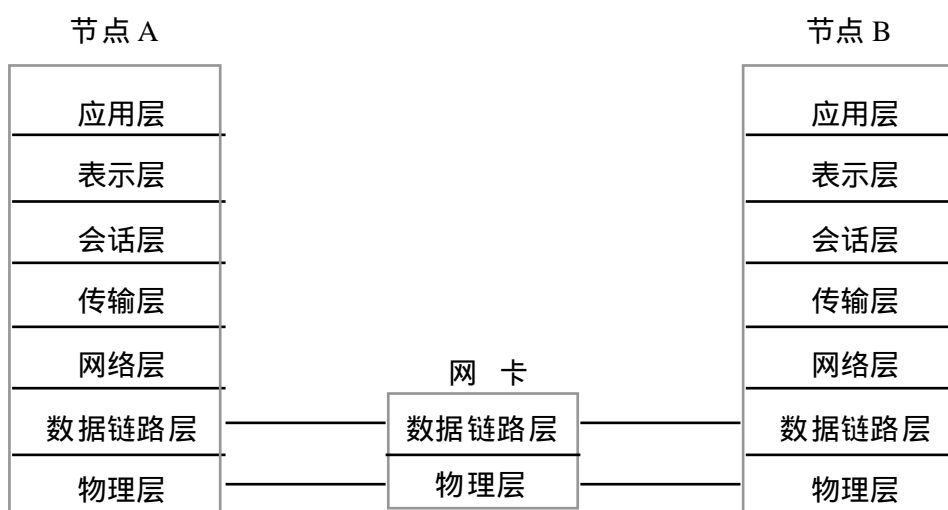 节点 A
节点 B
应用层
应用层
表示层
表示层
会话层
会话层
传输层
传输层
网络层
网络层
网 卡
数据链路层
数据链路层
数据链路层
物理层
物理层
物理层